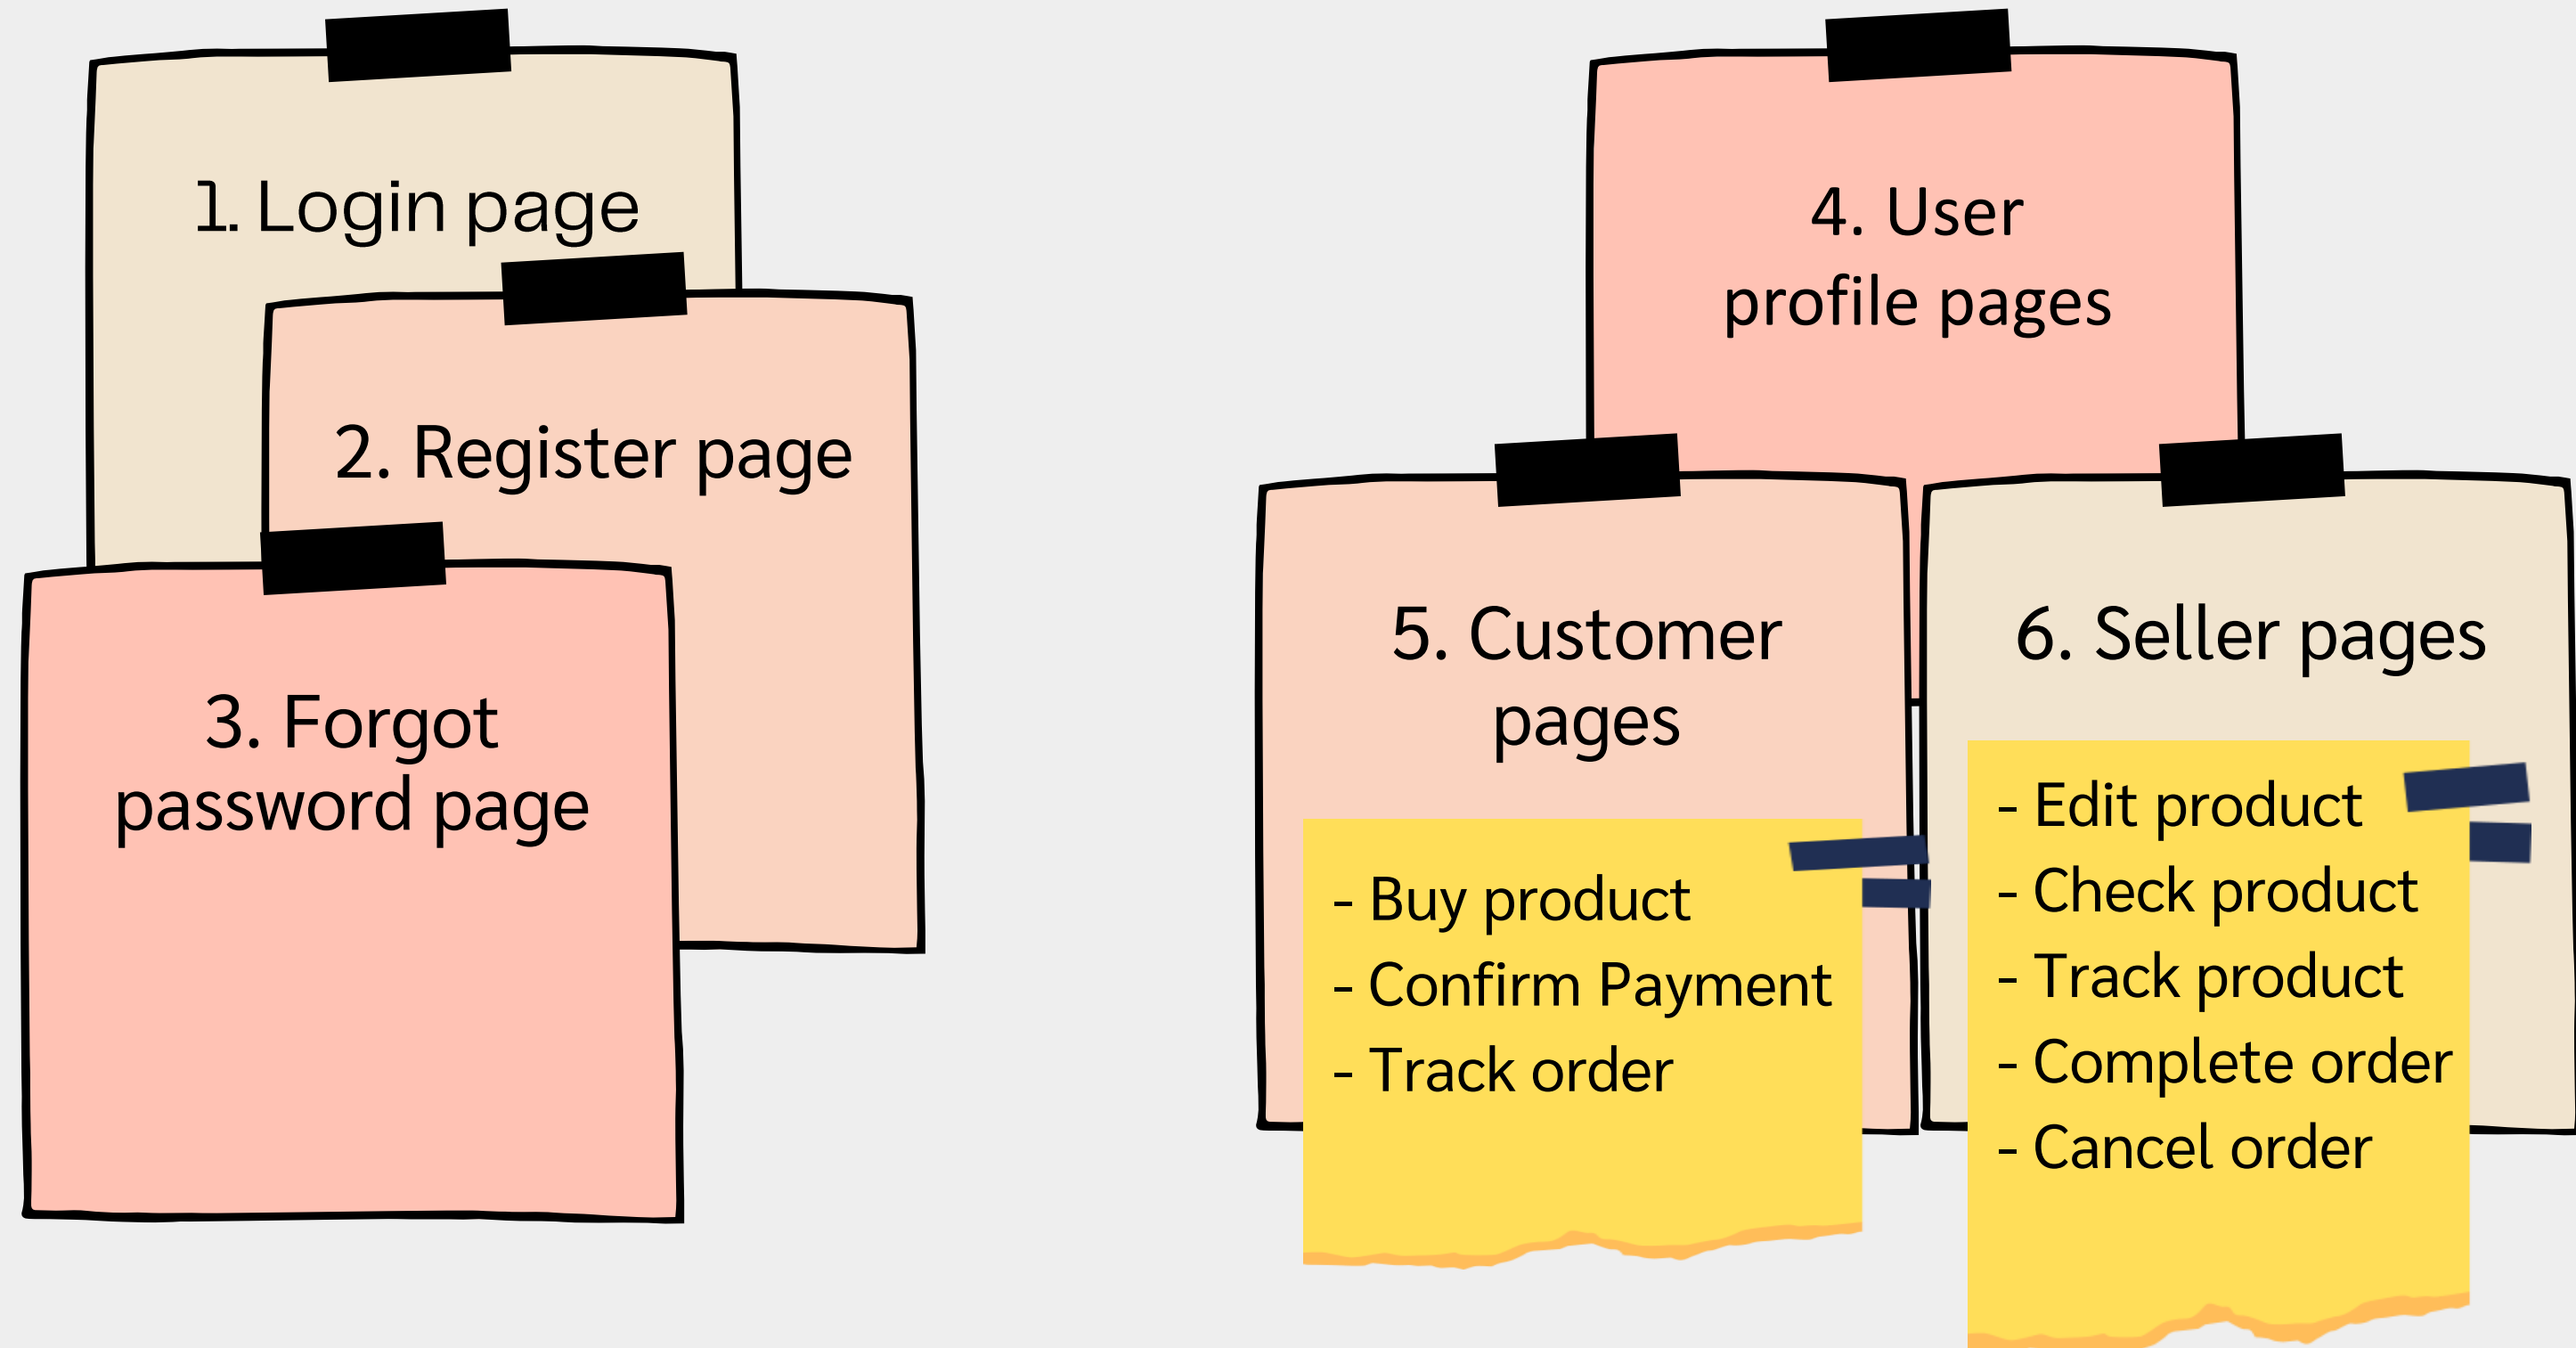 1. Login page
2. Register page
3. Forgot
password page
4. User
profile pages
5. Customer
pages
- Buy product
- Confirm Payment
- Track order
6. Seller pages
- Edit product
- Check product
- Track product
- Complete order
- Cancel order